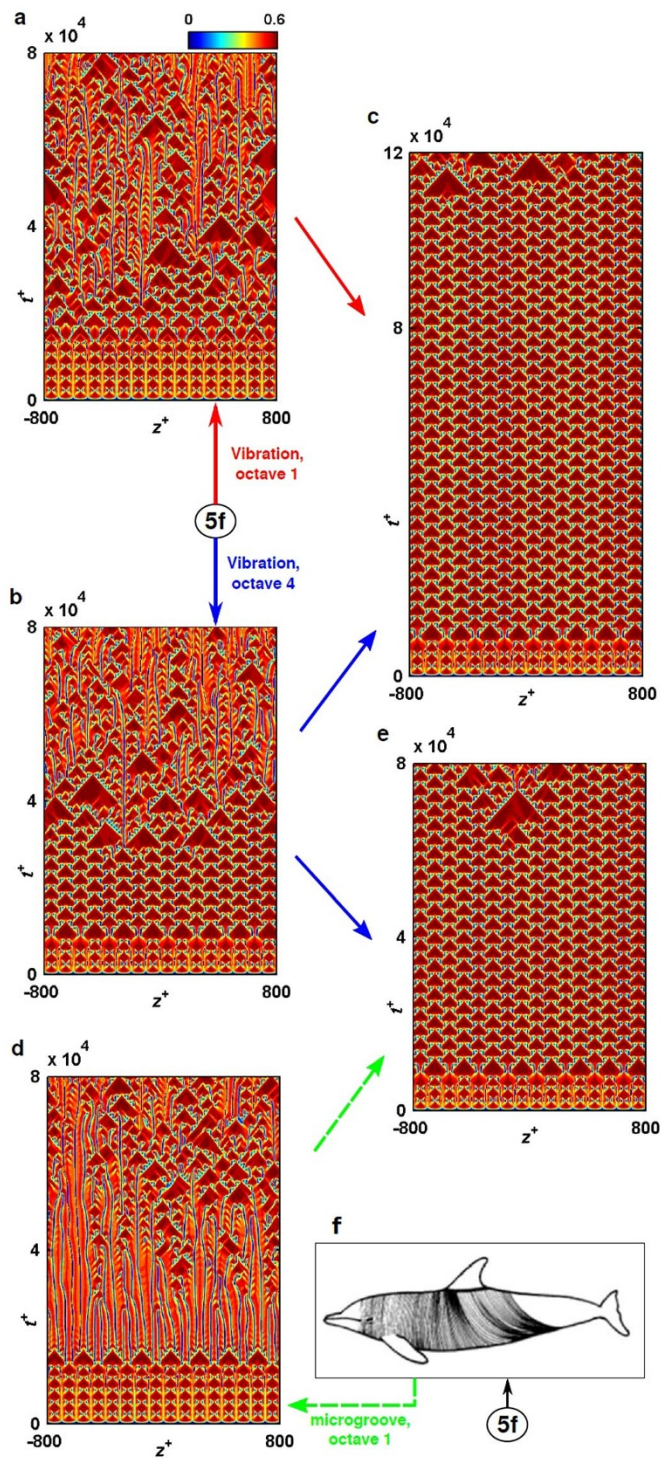 a
x 10⁴
0
0.6
8
4
0
t⁺
-800
z⁺
800
c
x 10⁴
12
8
4
0
t⁺
-800
z⁺
800
Vibration,
octave 1
5f
Vibration,
octave 4
b
x 10⁴
8
4
0
t⁺
-800
z⁺
800
e
x 10⁴
8
4
0
t⁺
-800
z⁺
800
d
x 10⁴
8
4
0
t⁺
-800
z⁺
800
f
microgroove,
octave 1
5f